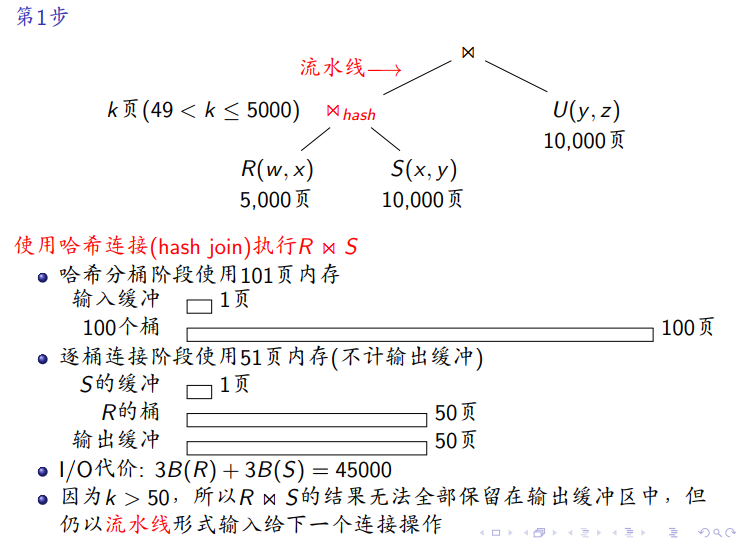 第1步
⋈
流水线⟶
k页(49 < k ≤ 5000)
⋈hash
U(y, z)
10,000页
R(w, x)
S(x, y)
5,000页
10,000页
使用哈希连接(hash join)执行R ⋈ S
哈希分桶阶段使用101页内存
输入缓冲 1页
100个桶 100页
逐桶连接阶段使用51页内存(不计输出缓冲)
S的缓冲 1页
R的桶 50页
输出缓冲 50页
I/O代价: 3B(R) + 3B(S) = 45000
因为k > 50，所以R ⋈ S的结果无法全部保留在输出缓冲区中，但
仍以流水线形式输入给下一个连接操作